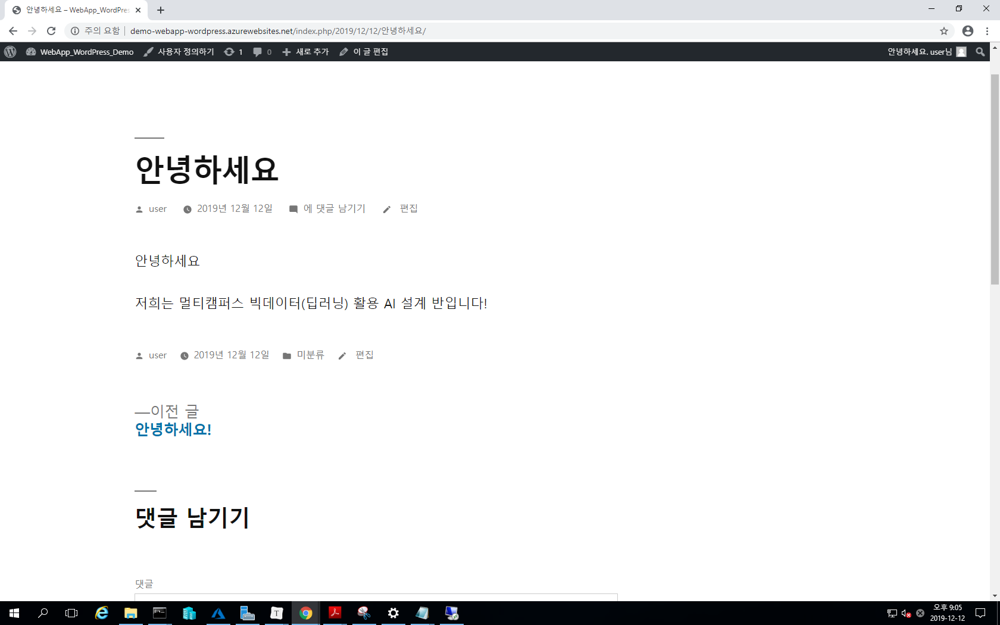 안녕하세요 – WebApp_WordPres
주의 요함 | demo-webapp-wordpress.azurewebsites.net/index.php/2019/12/12/안녕하세요/
WebApp_WordPress_Demo 사용자 정의하기 1 0 새로 추가 이 글 편집 안녕하세요. user님
안녕하세요
user 2019년 12월 12일 에 댓글 남기기 편집
안녕하세요
저희는 멀티캠퍼스 빅데이터(딥러닝) 활용 AI 설계 반입니다!
user 2019년 12월 12일 미분류 편집
—이전 글
안녕하세요!
댓글 남기기
댓글
오후 9:05
2019-12-12